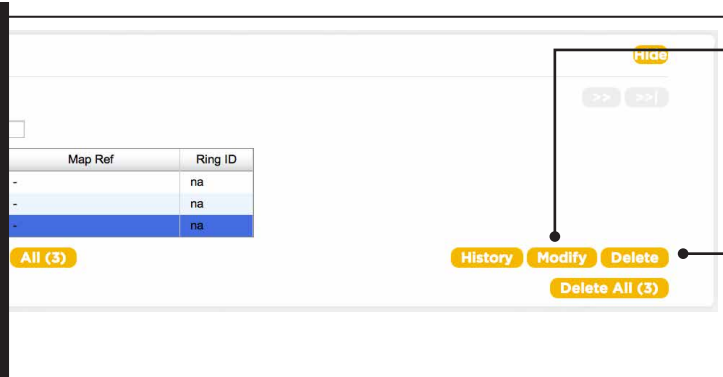 Hide
>> >>|
Map Ref Ring ID
- na
- na
- na
All (3) History Modify Delete
Delete All (3)